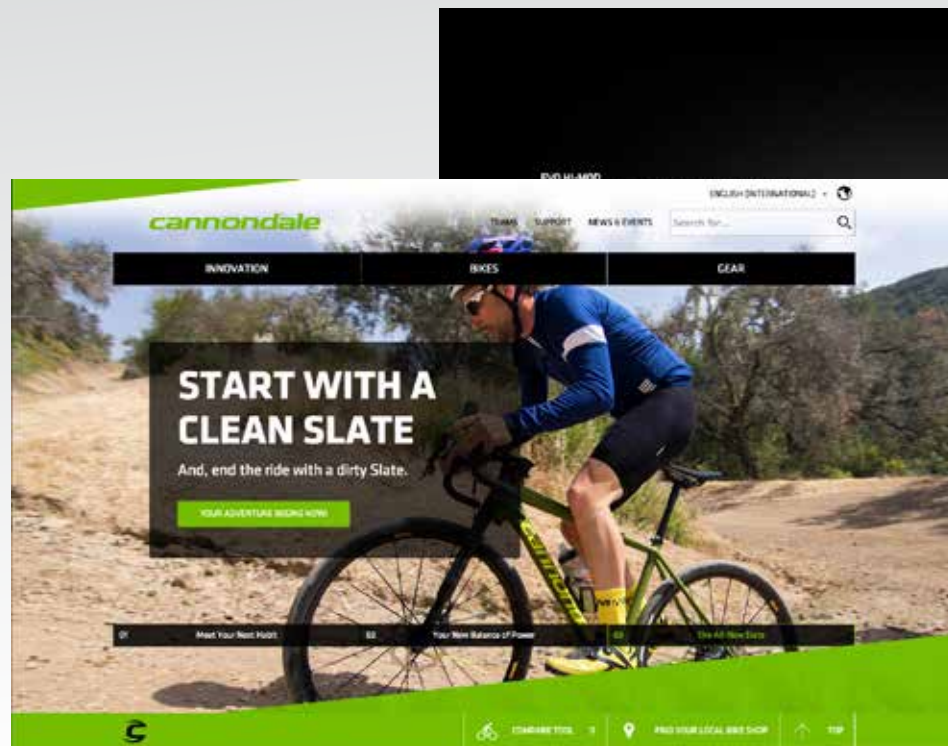 EVO HI-MOD
ENGLISH (INTERNATIONAL)
cannondale
TEAMS SUPPORT NEWS & EVENTS Search for...
INNOVATION BIKES GEAR
START WITH A
CLEAN SLATE
And, end the ride with a dirty Slate.
YOUR ADVENTURE BEGINS NOW!
cannond
01 Meet Your Next Habit 02 Your New Balance of Power 03 The All-New Slate
COMPARE TOOL FIND YOUR LOCAL BIKE SHOP TOP